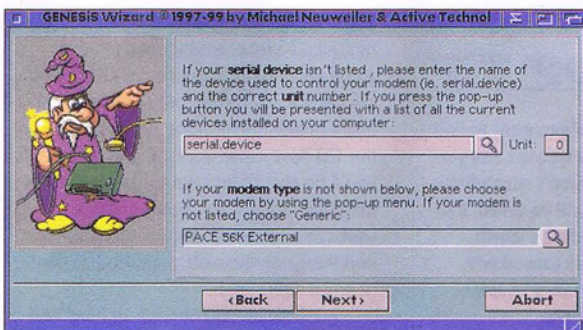 GENESiS Wizard ©1997-99 by Michael Neuweiler & Active Technol
If your serial device isn't listed , please enter the name of
the device used to control your modem (ie. serial.device)
and the correct unit number. If you press the pop-up
button you will be presented with a list of all the current
devices installed on your computer:
serial.device Unit: 0
If your modem type is not shown below, please choose
your modem by using the pop-up menu. If your modem is
not listed, choose "Generic":
PACE 56K External
‹Back Next› Abort